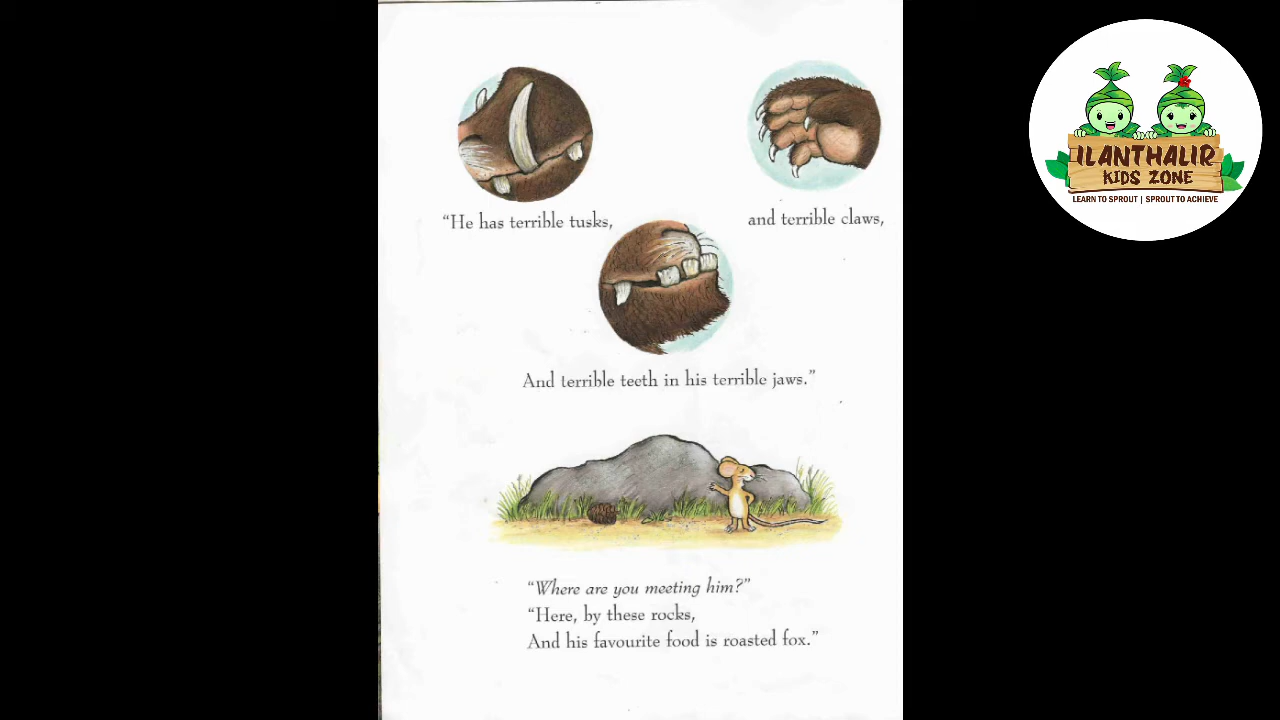 “He has terrible tusks,
and terrible claws,
And terrible teeth in his terrible jaws.”
“Where are you meeting him?”
“Here, by these rocks,
And his favourite food is roasted fox.”
ILANTHALIR
KIDS ZONE
LEARN TO SPROUT | SPROUT TO ACHIEVE